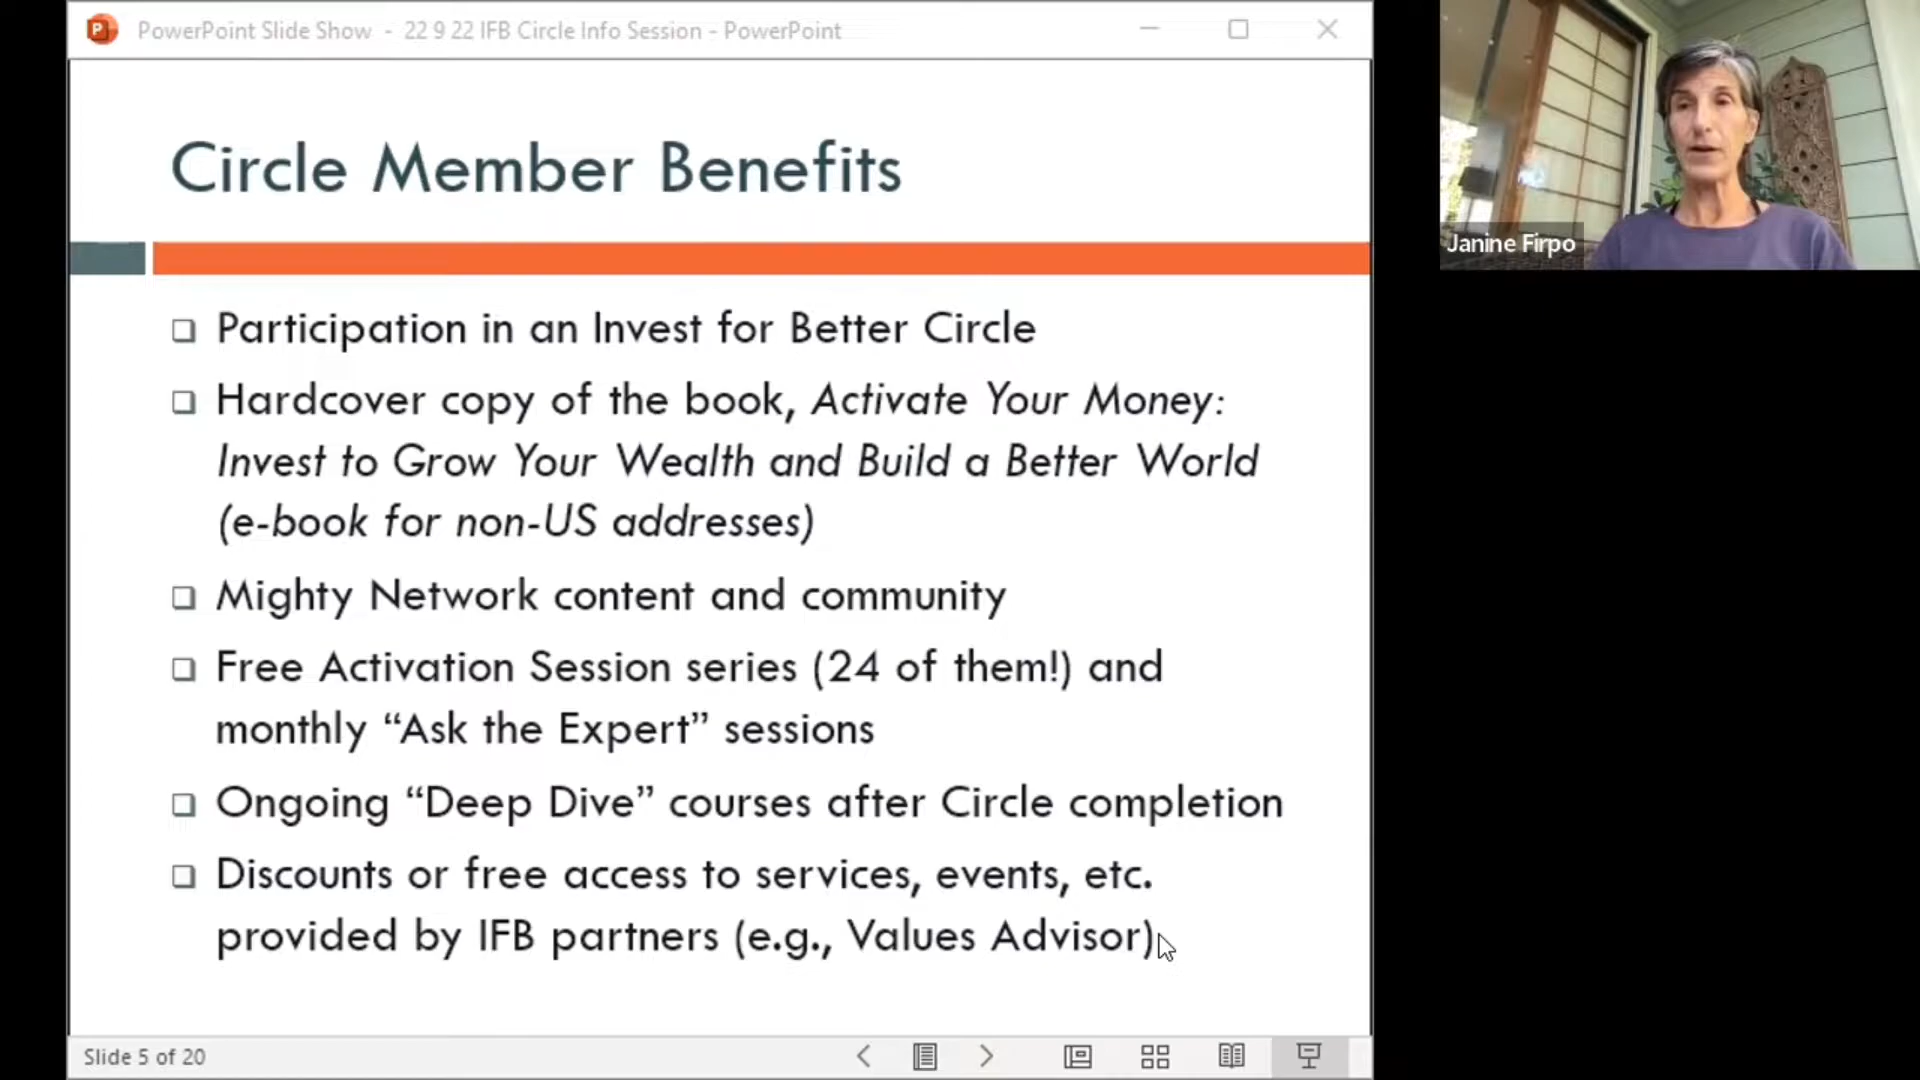 PowerPoint Slide Show - 22 9 22 IFB Circle Info Session - PowerPoint
Circle Member Benefits
Participation in an Invest for Better Circle
Hardcover copy of the book, Activate Your Money:
Invest to Grow Your Wealth and Build a Better World
(e-book for non-US addresses)
Mighty Network content and community
Free Activation Session series (24 of them!) and
monthly “Ask the Expert” sessions
Ongoing “Deep Dive” courses after Circle completion
Discounts or free access to services, events, etc.
provided by IFB partners (e.g., Values Advisor)
Slide 5 of 20
Janine Firpo